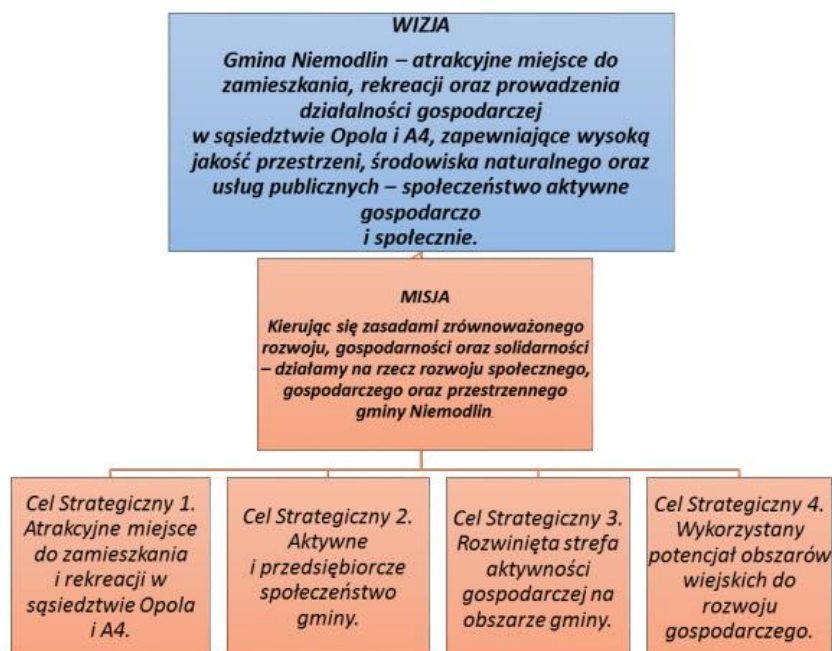 WIZJA
Gmina Niemodlin – atrakcyjne miejsce do
zamieszkania, rekreacji oraz prowadzenia
działalności gospodarczej
w sąsiedztwie Opola i A4, zapewniające wysoką
jakość przestrzeni, środowiska naturalnego oraz
usług publicznych – społeczeństwo aktywne
gospodarczo
i społecznie.
MISJA
Kierując się zasadami zrównoważonego
rozwoju, gospodarności oraz solidarności
– działamy na rzecz rozwoju społecznego,
gospodarczego oraz przestrzennego
gminy Niemodlin.
Cel Strategiczny 1.
Atrakcyjne miejsce
do zamieszkania
i rekreacji w
sąsiedztwie Opola
i A4.
Cel Strategiczny 2.
Aktywne
i przedsiębiorcze
społeczeństwo
gminy.
Cel Strategiczny 3.
Rozwinięta strefa
aktywności
gospodarczej na
obszarze gminy.
Cel Strategiczny 4.
Wykorzystany
potencjał obszarów
wiejskich do
rozwoju
gospodarczego.